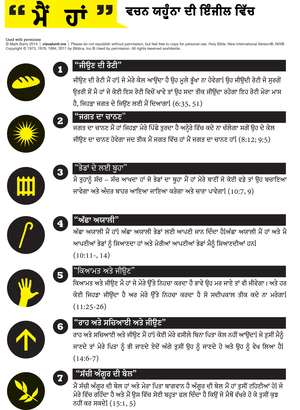 “ਮੈਂ ਹਾਂ” ਵਚਨ ਯਹੂੰਨਾ ਦੀ ਇੰਜੀਲ ਵਿੱਚ
Used with permission
© Mark Barry 2014 | visualunit.me | Please do not republish without permission, but feel free to copy for personal use. Holy Bible, New International Version®, NIV®
Copyright © 1973, 1978, 1984, 2011 by Biblica, Inc.® Used by permission. All rights reserved worldwide.
1 “ਜੀਉਣ ਦੀ ਰੋਟੀ”
ਜੀਉਣ ਦੀ ਰੋਟੀ ਮੈਂ ਹਾਂ| ਜੋ ਮੇਰੇ ਕੋਲ ਆਉਂਦਾ ਹੈ ਉਹ ਮੂਲੋਂ ਭੁੱਖਾ ਨਾ ਹੋਵੇਗਾ| ਉਹ ਜੀਉਂਦੀ ਰੋਟੀ ਜੋ ਸੁਰਗੋਂ
ਉਤਰੀ ਸੋ ਮੈਂ ਹਾਂ ਜੇ ਕੋਈ ਇਸ ਰੋਟੀ ਵਿਚੋਂ ਖਾਵੇ ਤਾਂ ਉਹ ਸਦਾ ਤੀਕ ਜੀਉਂਦਾ ਰਹੇਗਾ ਇਹ ਰੋਟੀ ਮੇਰਾ ਮਾਸ
ਹੈ, ਜਿਹੜਾ ਜਗਤ ਦੇ ਜਿਉਣ ਲਈ ਮੈਂ ਦਿਆਂਗਾ| (6:35, 51)
2 “ਜਗਤ ਦਾ ਚਾਨਣ”
ਜਗਤ ਦਾ ਚਾਨਣ ਮੈਂ ਹਾਂ ਜਿਹੜਾ ਮੇਰੇ ਪਿੱਛੇ ਤੁਰਦਾ ਹੈ ਅਨ੍ਹੇਰੇ ਵਿੱਚ ਕਦੇ ਨਾ ਚੱਲੇਗਾ ਸਗੋਂ ਉਹ ਦੇ ਕੋਲ
ਜੀਉਣ ਦਾ ਚਾਨਣ ਹੋਵੇਗਾ ਜਦ ਤੀਕ ਮੈਂ ਜਗਤ ਵਿੱਚ ਹਾਂ ਮੈਂ ਜਗਤ ਦਾ ਚਾਨਣ ਹਾਂ| (8:12; 9:5)
3 “ਭੇਡਾਂ ਦੇ ਲਈ ਬੂਹਾ”
ਮੈਂ ਤੁਹਾਨੂੰ ਸੱਚ – ਸੱਚ ਆਖਦਾ ਹਾਂ ਜੋ ਭੇਡਾਂ ਦਾ ਬੂਹਾ ਮੈਂ ਹਾਂ ਮੇਰੇ ਥਾਣੀਂ ਜੇ ਕੋਈ ਵੜੇ ਤਾਂ ਉਹ ਬਚਾਇਆ
ਜਾਵੇਗਾ ਅਤੇ ਅੰਦਰ ਬਾਹਰ ਆਇਆ ਜਾਇਆ ਕਰੇਗਾ ਅਤੇ ਚਾਰਾ ਪਾਵੇਗਾ| (10:7, 9)
4 “ਅੱਛਾ ਅਯਾਲੀ”
ਅੱਛਾ ਅਯਾਲੀ ਮੈਂ ਹਾਂ| ਅੱਛਾ ਅਯਾਲੀ ਭੇਡਾਂ ਲਈ ਆਪਣੀ ਜਾਨ ਦਿੰਦਾ ਹੈ|ਅੱਛਾ ਅਯਾਲੀ ਮੈਂ ਹਾਂ ਅਤੇ ਮੈਂ
ਆਪਣੀਆਂ ਭੇਡਾਂ ਨੂੰ ਸਿਆਣਦਾ ਹਾਂ ਅਤੇ ਮੇਰੀਆਂ ਆਪਣੀਆਂ ਭੇਡਾਂ ਮੈਨੂੰ ਸਿਆਣਦੀਆਂ ਹਨ|
(10:11-, 14)
5 “ਕਿਆਮਤ ਅਤੇ ਜੀਉਣ”
ਕਿਆਮਤ ਅਤੇ ਜੀਉਣ ਮੈਂ ਹਾਂ ਜੋ ਮੇਰੇ ਉੱਤੇ ਨਿਹਚਾ ਕਰਦਾ ਹੈ ਭਾਵੇਂ ਉਹ ਮਰ ਜਾਏ ਤਾਂ ਵੀ ਜੀਵੇਗਾ| ਅਤੇ ਹਰ
ਕੋਈ ਜਿਹੜਾ ਜੀਉਂਦਾ ਹੈ ਅਰ ਮੇਰੇ ਉੱਤੇ ਨਿਹਚਾ ਕਰਦਾ ਹੈ ਸੋ ਸਦੀਪਕਾਲ ਤੀਕ ਕਦੇ ਨਾ ਮਰੇਗਾ|
(11:25-26)
6 “ਰਾਹ ਅਤੇ ਸਚਿਆਈ ਅਤੇ ਜੀਉਣ”
ਰਾਹ ਅਤੇ ਸਚਿਆਈ ਅਤੇ ਜੀਉਣ ਮੈਂ ਹਾਂ| ਕੋਈ ਮੇਰੇ ਵਸੀਲੇ ਬਿਨਾ ਪਿਤਾ ਕੋਲ ਨਹੀਂ ਆਉਂਦਾ| ਜੇ ਤੁਸੀਂ ਮੈਨੂੰ
ਜਾਣਦੇ ਤਾਂ ਮੇਰੇ ਪਿਤਾ ਨੂੰ ਭੀ ਜਾਣਦੇ ਏਦੋਂ ਅੱਗੇ ਤੁਸੀਂ ਉਹ ਨੂੰ ਜਾਣਦੇ ਹੋ ਅਤੇ ਉਹ ਨੂੰ ਵੇਖ ਲਿਆ ਹੈ|
(14:6-7)
7 “ਸੱਚੀ ਅੰਗੂਰ ਦੀ ਬੇਲ”
ਮੈਂ ਸੱਚੀ ਅੰਗੂਰ ਦੀ ਬੇਲ ਹਾਂ ਅਤੇ ਮੇਰਾ ਪਿਤਾ ਬਾਗਵਾਨ ਹੈ ਅੰਗੂਰ ਦੀ ਬੇਲ ਮੈਂ ਹਾਂ ਤੁਸੀਂ ਟਹਿਣੀਆਂ ਹੋ| ਜੋ
ਮੇਰੇ ਵਿੱਚ ਰਹਿੰਦਾ ਹੈ ਅਤੇ ਮੈਂ ਉਸ ਵਿੱਚ ਸੋਈ ਬਹੁਤਾ ਫਲ ਦਿੰਦਾ ਹੈ ਕਿਉਂ ਜੋ ਮੈਥੋਂ ਵੱਖਰੇ ਹੋ ਕੇ ਤੁਸੀਂ ਕੁਝ
ਨਹੀਂ ਕਰ ਸਕਦੇ| (15:1, 5)